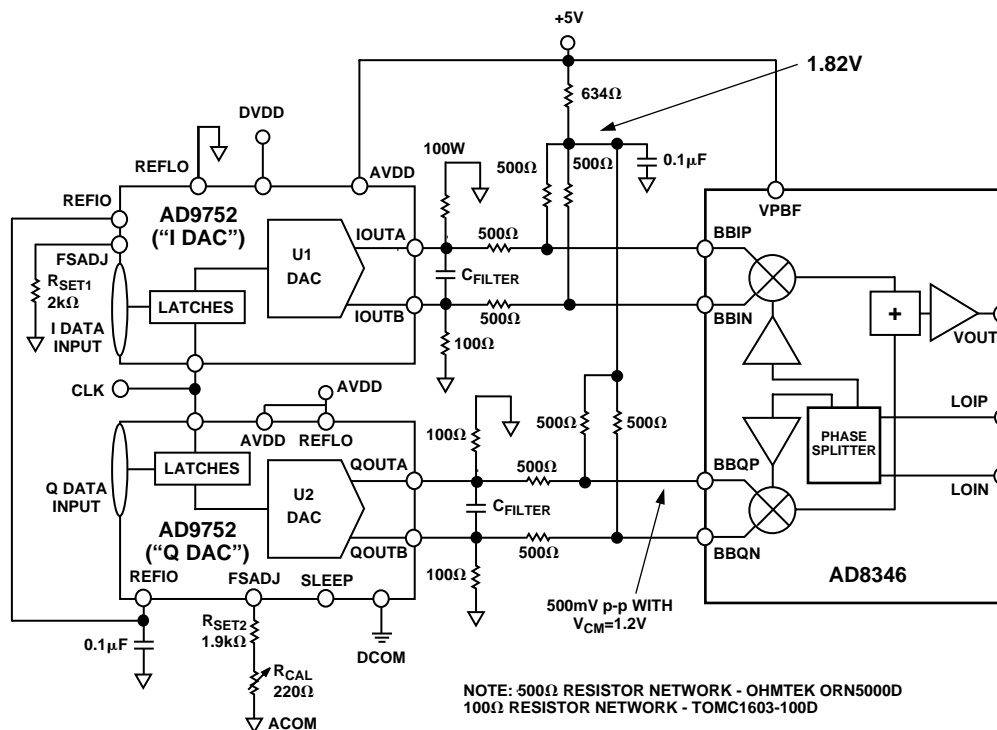 +5V
1.82V
634Ω
DVDD
100W
500Ω
500Ω
0.1µF
REFLO
AVDD
REFIO
VPBF
AD9752
("I DAC")
IOUTA
500Ω
BBIP
FSADJ
U1
DAC
CFILTER
RSET1
2kΩ
LATCHES
IOUTB
500Ω
BBIN
+
I DATA
INPUT
100Ω
VOUT
CLK
AVDD
LOIP
AVDD
REFLO
100Ω
500Ω
500Ω
PHASE
SPLITTER
LATCHES
QOUTA
500Ω
BBQP
LOIN
Q DATA
INPUT
U2
DAC
CFILTER
AD9752
("Q DAC")
QOUTB
500Ω
BBQN
REFIO
FSADJ
SLEEP
100Ω
AD8346
0.1µF
RSET2
1.9kΩ
DCOM
500mV p-p WITH
VCM=1.2V
RCAL
220Ω
ACOM
NOTE: 500Ω RESISTOR NETWORK - OHMTEK ORN5000D
100Ω RESISTOR NETWORK - TOMC1603-100D